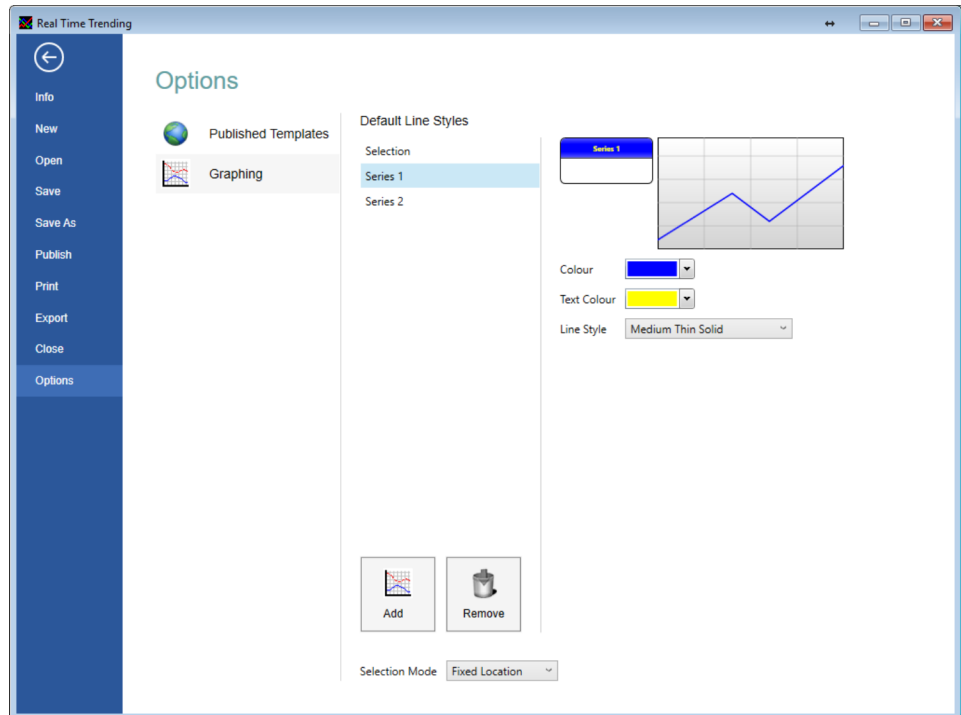 Real Time Trending
Info
New
Open
Save
Save As
Publish
Print
Export
Close
Options
Options
Published Templates
Graphing
Default Line Styles
Selection
Series 1
Series 2
Add
Remove
Selection Mode
Fixed Location
Series 1
Colour
Text Colour
Line Style
Medium Thin Solid